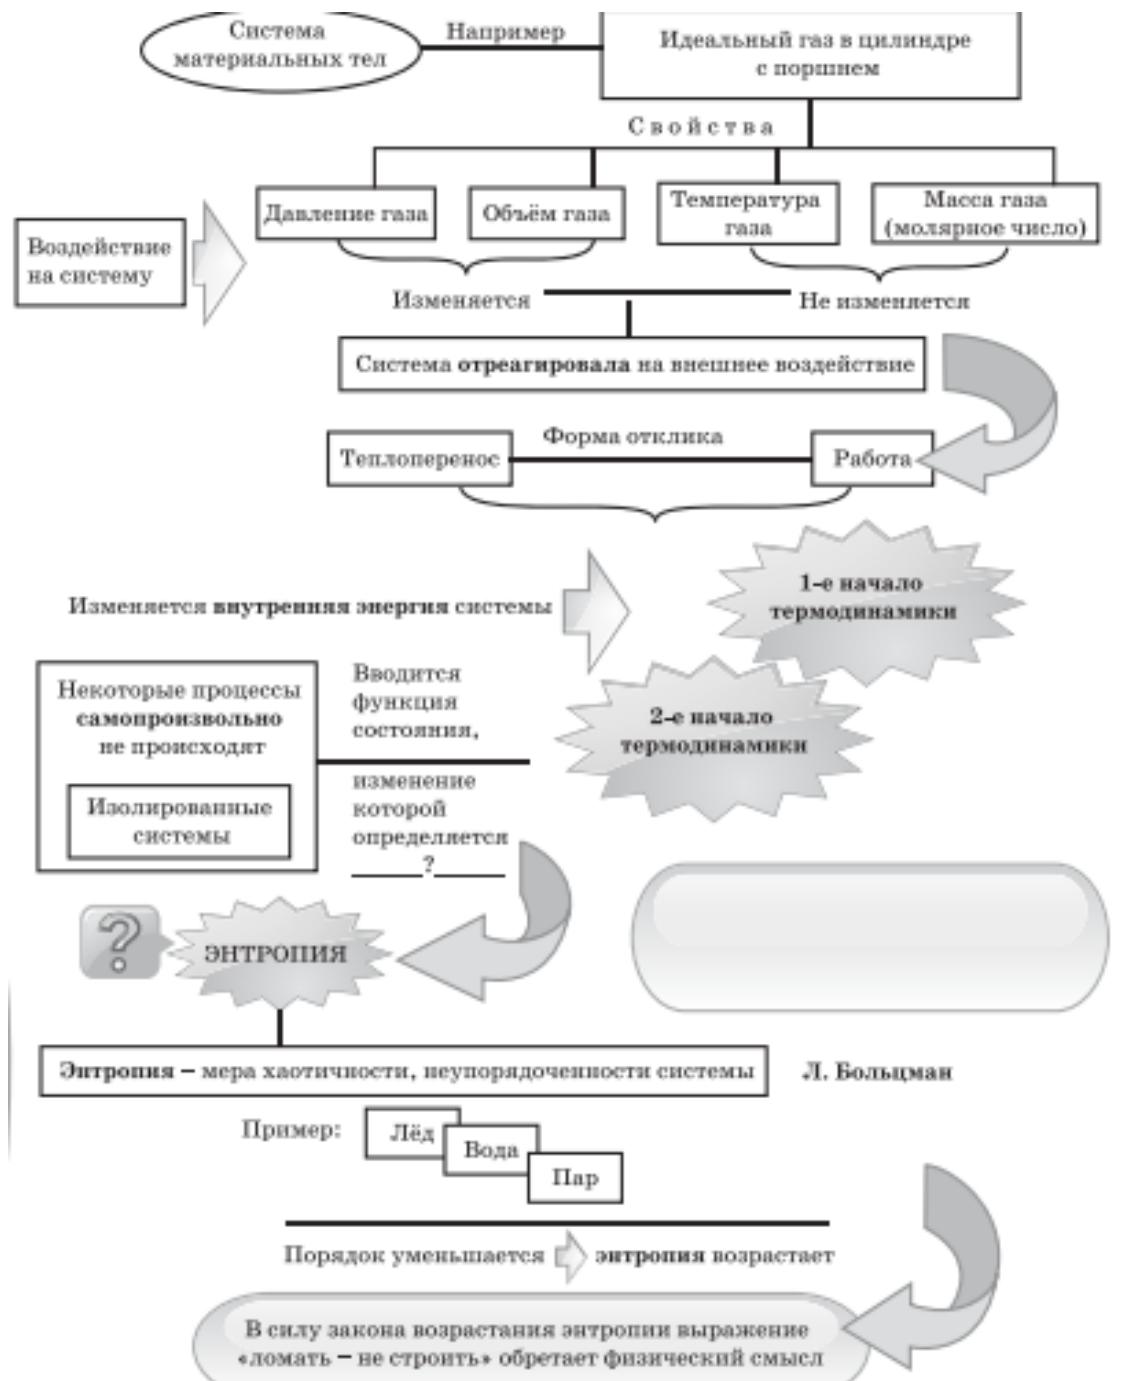 Система
материальных тел
Например
Идеальный газ в цилиндре
с поршнем
Свойства
Давление газа
Объём газа
Температура
газа
Масса газа
(молярное число)
Воздействие
на систему
Изменяется
Не изменяется
Система отреагировала на внешнее воздействие
Форма отклика
Теплоперенос
Работа
1-е начало
термодинамики
Изменяется внутренняя энергия системы
Некоторые процессы
самопроизвольно
не происходят
Изолированные
системы
Вводится
функция
состояния,
изменение
которой
определяется
______?______
2-е начало
термодинамики
?
ЭНТРОПИЯ
Энтропия – мера хаотичности, неупорядоченности системы
Л. Больцман
Пример:
Лёд
Вода
Пар
Порядок уменьшается
энтропия возрастает
В силу закона возрастания энтропии выражение
«ломать – не строить» обретает физический смысл